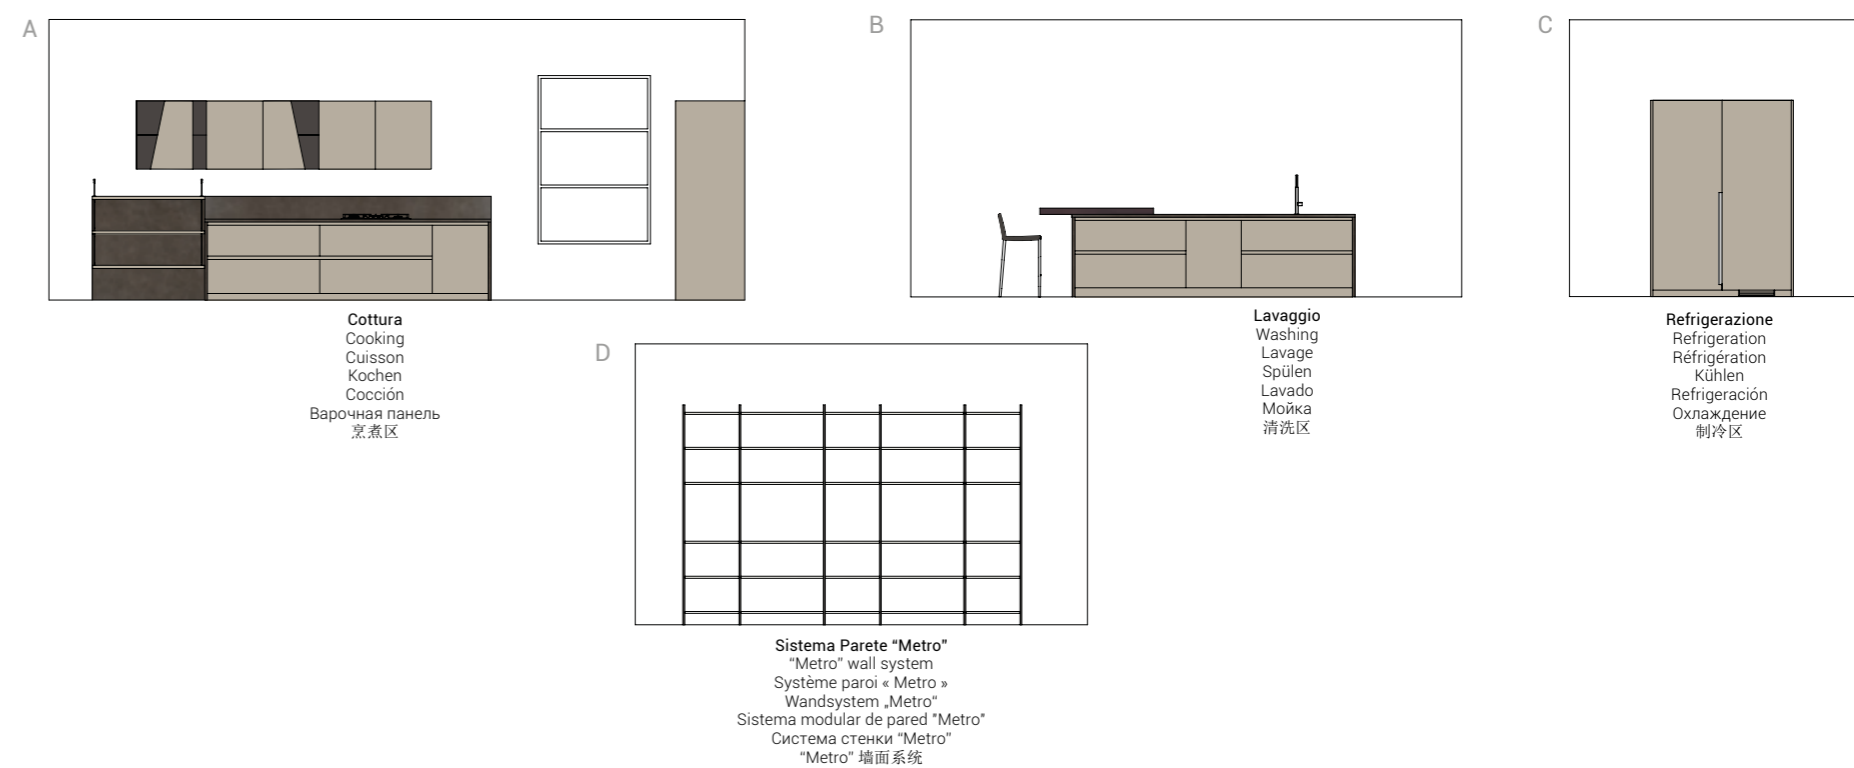 A
Cottura
Cooking
Cuisson
Kochen
Cocción
Варочная панель
烹煮区
B
Lavaggio
Washing
Lavage
Spülen
Lavado
Мойка
清洗区
C
Refrigerazione
Refrigeration
Réfrigération
Kühlen
Refrigeración
Охлаждение
制冷区
D
Sistema Parete “Metro”
“Metro” wall system
Système paroi « Metro »
Wandsystem „Metro“
Sistema modular de pared "Metro"
Система стенки “Metro”
“Metro” 墙面系统